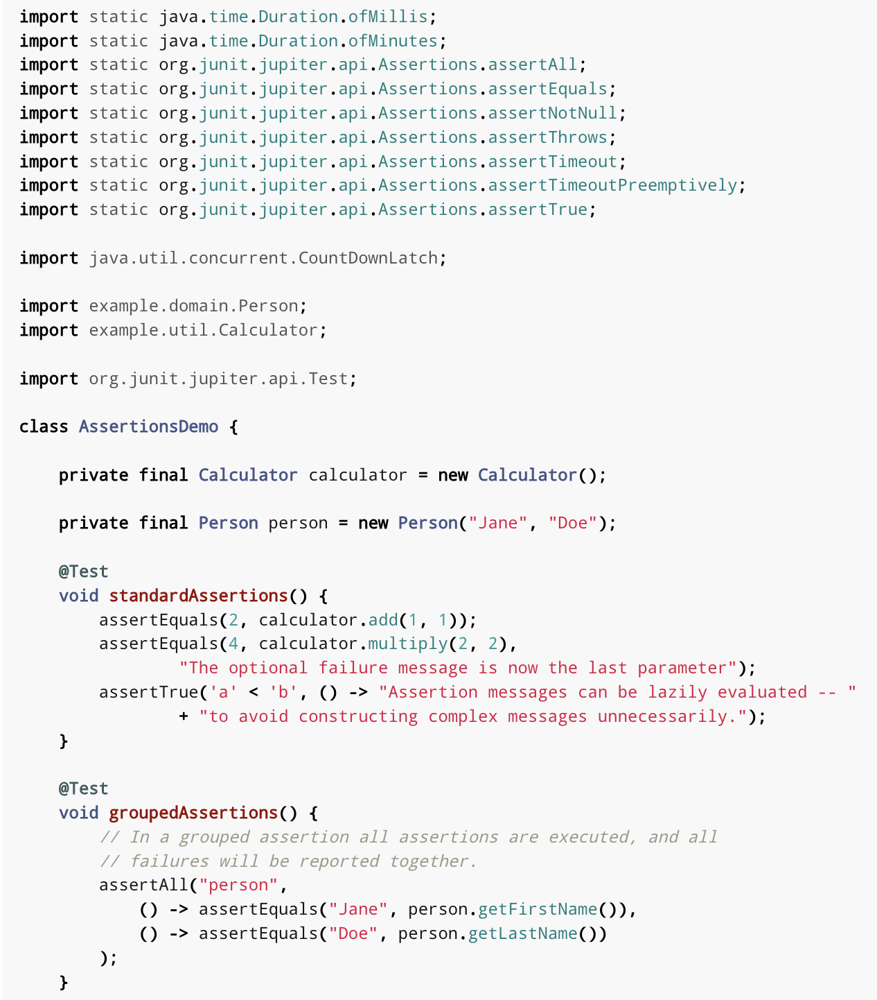 import static java.time.Duration.ofMillis;
import static java.time.Duration.ofMinutes;
import static org.junit.jupiter.api.Assertions.assertAll;
import static org.junit.jupiter.api.Assertions.assertEquals;
import static org.junit.jupiter.api.Assertions.assertNotNull;
import static org.junit.jupiter.api.Assertions.assertThrows;
import static org.junit.jupiter.api.Assertions.assertTimeout;
import static org.junit.jupiter.api.Assertions.assertTimeoutPreemptively;
import static org.junit.jupiter.api.Assertions.assertTrue;

import java.util.concurrent.CountDownLatch;

import example.domain.Person;
import example.util.Calculator;

import org.junit.jupiter.api.Test;

class AssertionsDemo {

    private final Calculator calculator = new Calculator();

    private final Person person = new Person("Jane", "Doe");

    @Test
    void standardAssertions() {
        assertEquals(2, calculator.add(1, 1));
        assertEquals(4, calculator.multiply(2, 2),
                "The optional failure message is now the last parameter");
        assertTrue('a' < 'b', () -> "Assertion messages can be lazily evaluated -- "
                + "to avoid constructing complex messages unnecessarily.");
    }

    @Test
    void groupedAssertions() {
        // In a grouped assertion all assertions are executed, and all
        // failures will be reported together.
        assertAll("person",
            () -> assertEquals("Jane", person.getFirstName()),
            () -> assertEquals("Doe", person.getLastName())
        );
    }